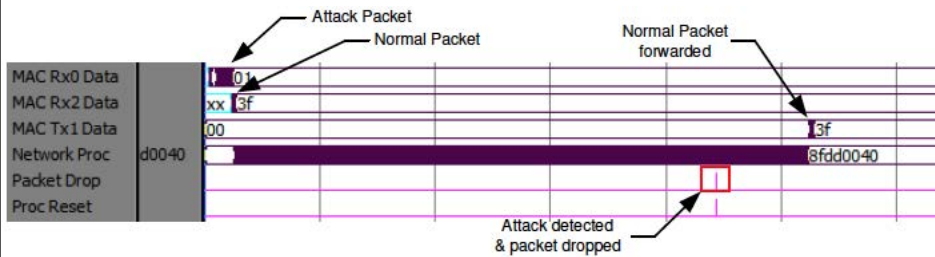 Attack Packet
Normal Packet
Normal Packet
forwarded
MAC Rx0 Data 01
MAC Rx2 Data xx 3f
MAC Tx1 Data 00 3f
Network Proc d0040 8fdd0040
Packet Drop
Proc Reset
Attack detected
& packet dropped